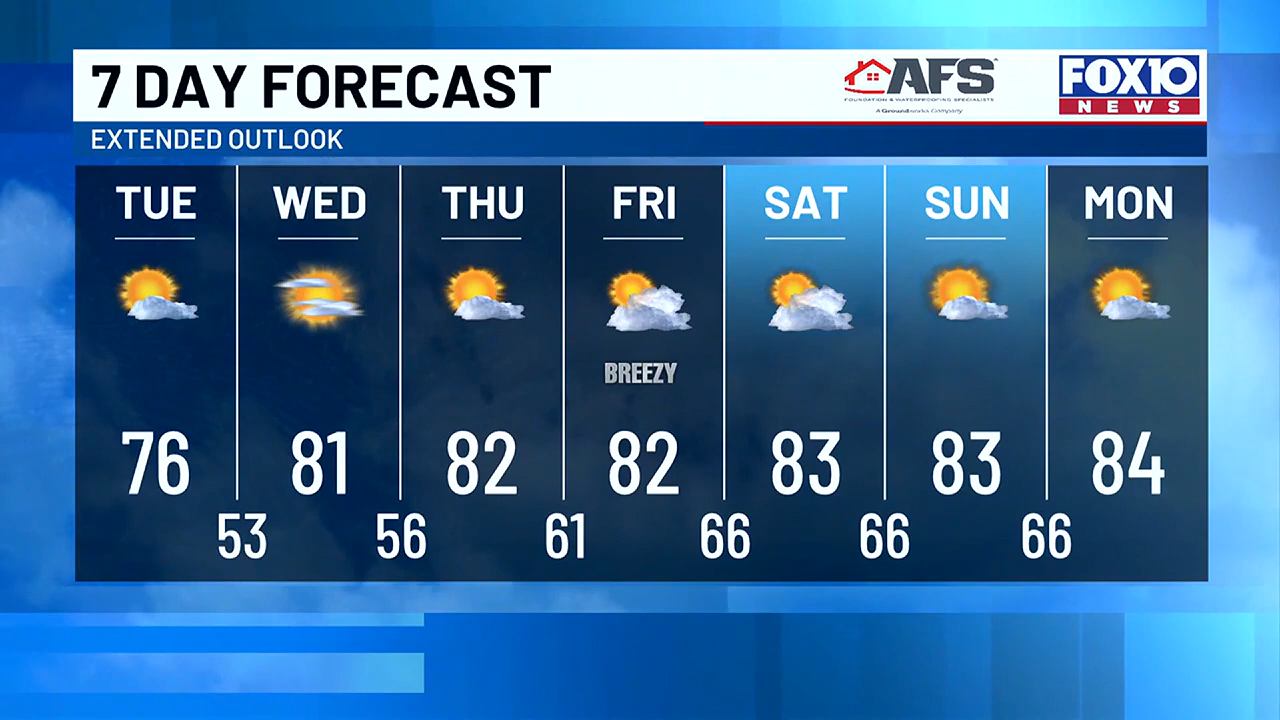 7 DAY FORECAST
AFS
FOUNDATION & WATERPROOFING SPECIALISTS
A Groundworks Company
FOX10
NEWS
EXTENDED OUTLOOK
TUE WED THU FRI SAT SUN MON
BREEZY
76 81 82 82 83 83 84
53 56 61 66 66 66